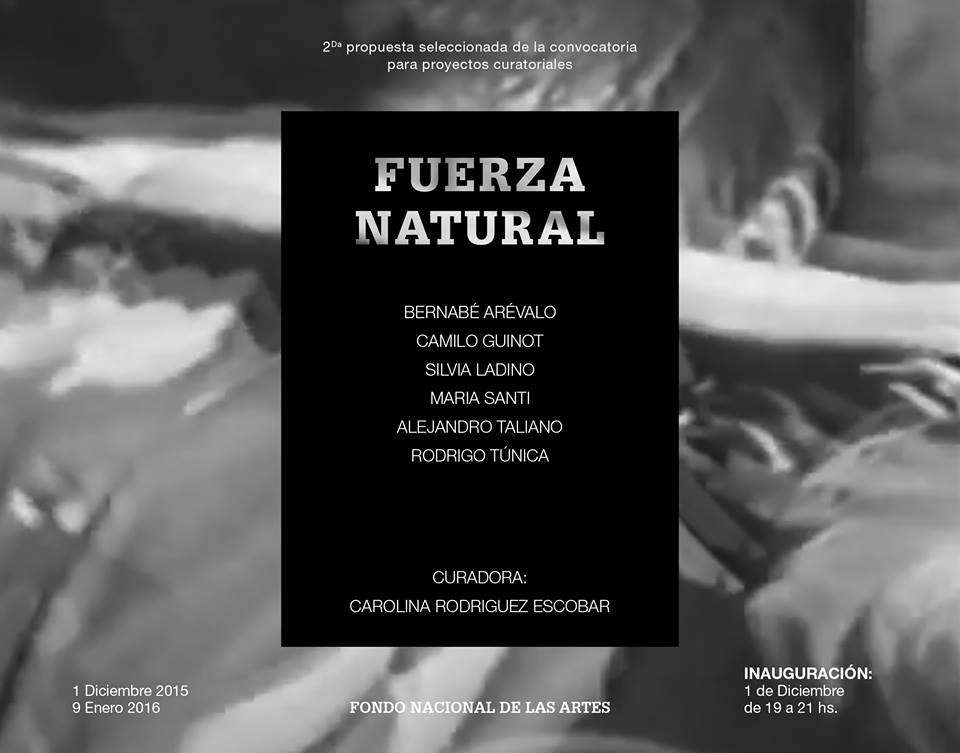 2Da propuesta seleccionada de la convocatoria
para proyectos curatoriales
FUERZA
NATURAL
BERNABÉ ARÉVALO
CAMILO GUINOT
SILVIA LADINO
MARIA SANTI
ALEJANDRO TALIANO
RODRIGO TÚNICA
CURADORA:
CAROLINA RODRIGUEZ ESCOBAR
1 Diciembre 2015
9 Enero 2016
FONDO NACIONAL DE LAS ARTES
INAUGURACIÓN:
1 de Diciembre
de 19 a 21 hs.